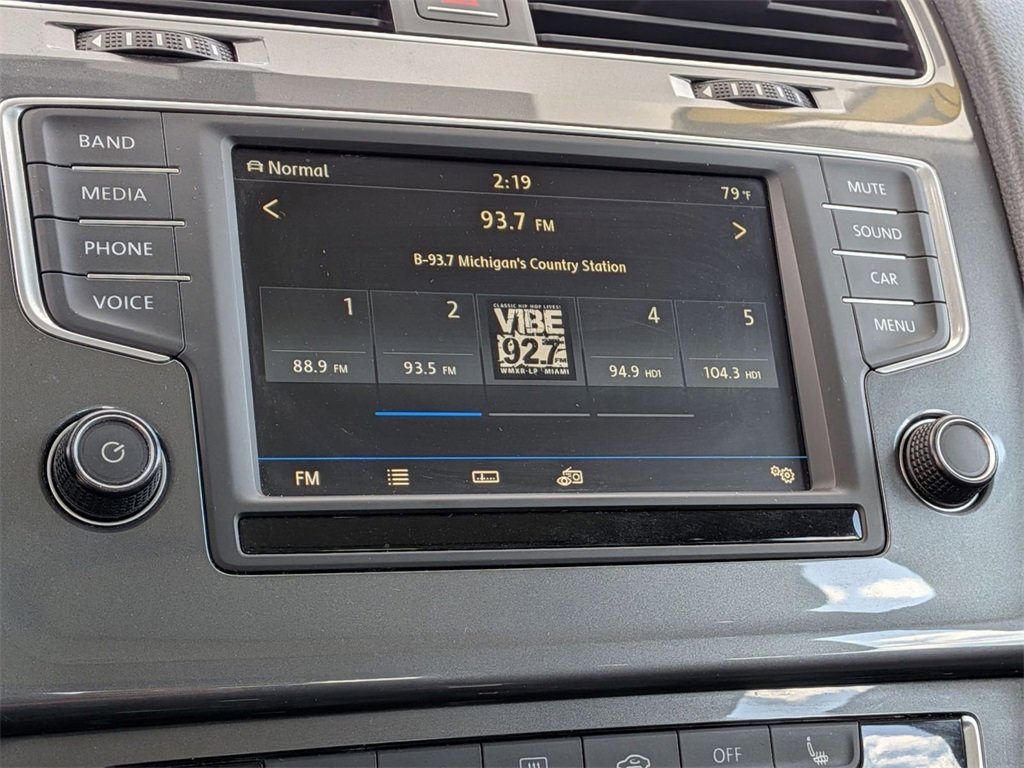 BAND
MEDIA
PHONE
VOICE
Normal
2:19
79 °F
93.7 FM
B-93.7 Michigan's Country Station
1
2
4
5
CLASSIC HIP HOP LIVES!
VIBE
92.7 FM
WMXR-LP MIAMI
88.9 FM
93.5 FM
94.9 HD1
104.3 HD1
FM
MUTE
SOUND
CAR
MENU
OFF